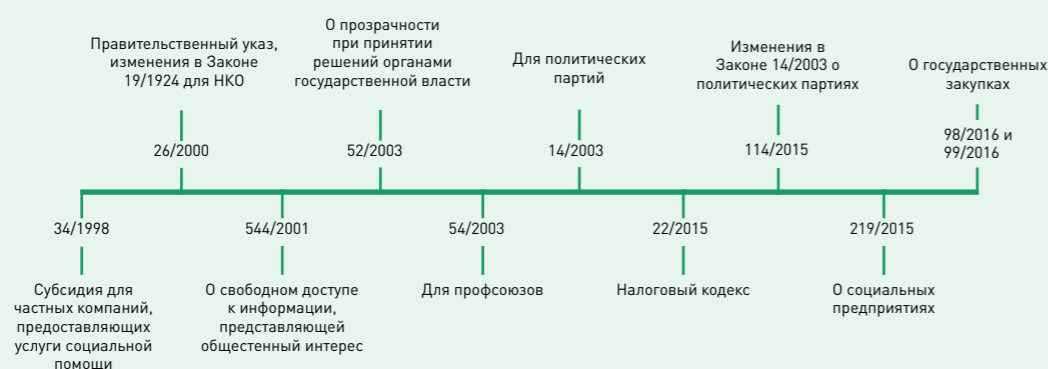 Правительственный указ,
изменения в Законе
19/1924 для НКО
26/2000
О прозрачности
при принятии
решений органами
государственной власти
52/2003
Для политических
партий
14/2003
Изменения в
Законе 14/2003 о
политических партиях
114/2015
О государственных
закупках
98/2016 и
99/2016
34/1998
Субсидия для
частных компаний,
предоставляющих
услуги социальной
помощи
544/2001
О свободном доступе
к информации,
представляющей
общестенный интерес
54/2003
Для профсоюзов
22/2015
Налоговый кодекс
219/2015
О социальных
предприятиях